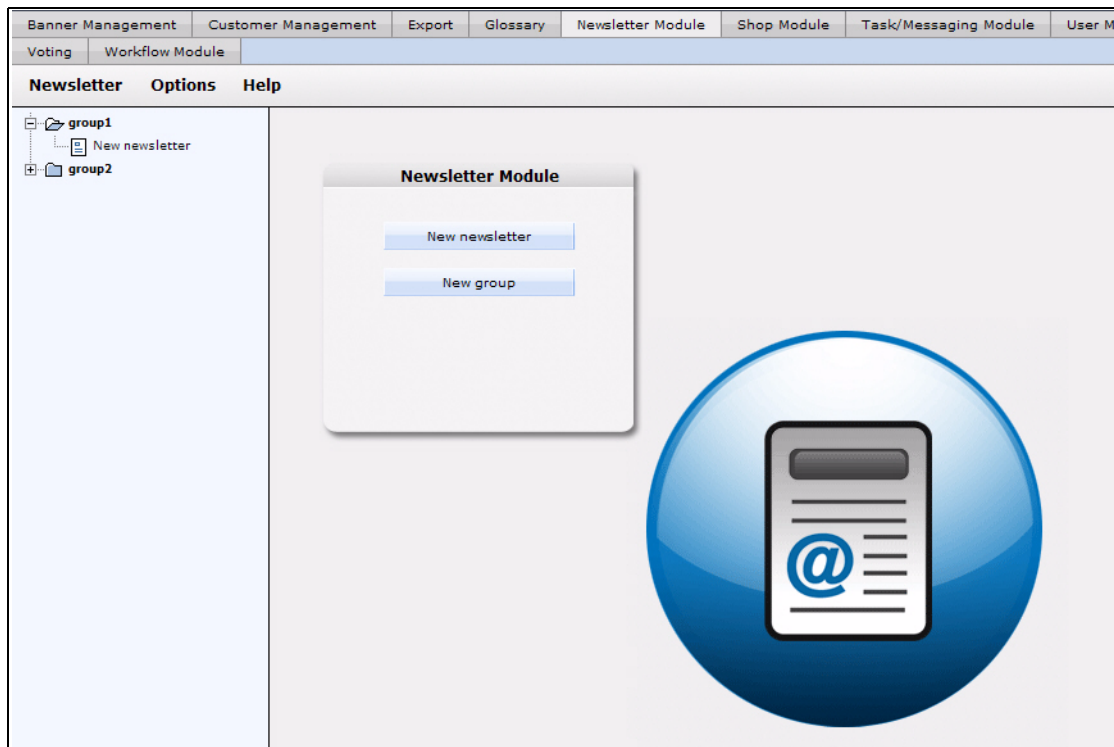 Banner Management Customer Management Export Glossary Newsletter Module Shop Module Task/Messaging Module User
Voting Workflow Module
Newsletter Options Help
group1
New newsletter
group2
Newsletter Module
New newsletter
New group
@